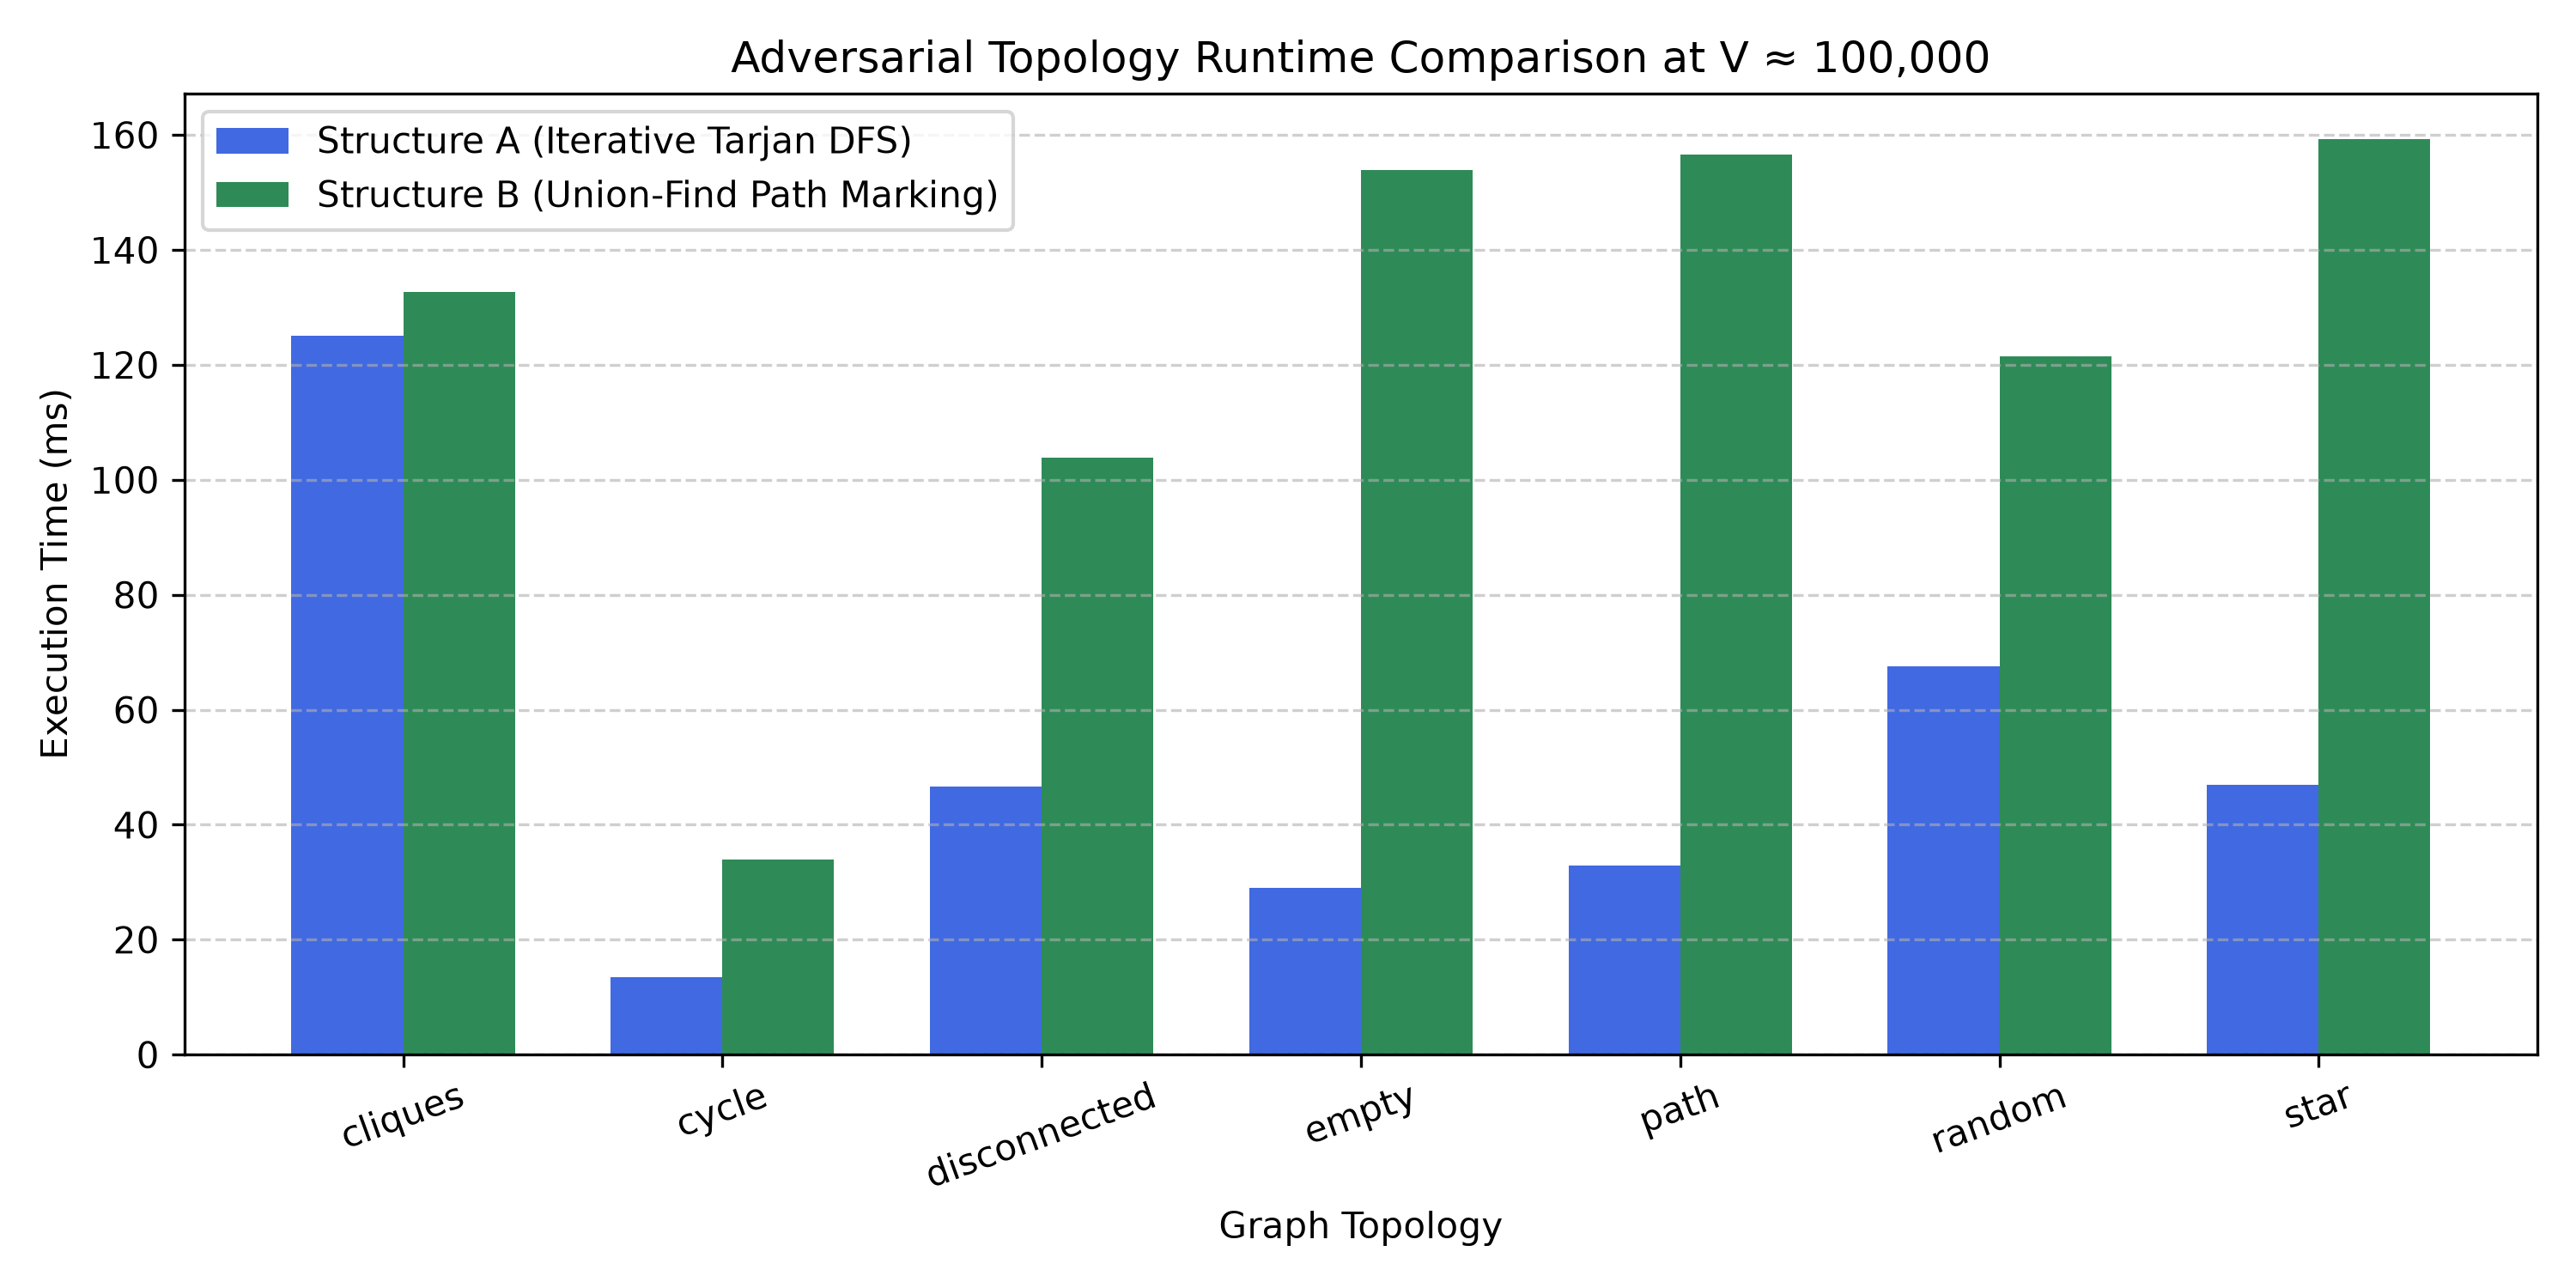 Adversarial Topology Runtime Comparison at V ≈ 100,000
Structure A (Iterative Tarjan DFS)
Structure B (Union-Find Path Marking)
Execution Time (ms)
160
140
120
100
80
60
40
20
0
cliques
cycle
disconnected
empty
path
random
star
Graph Topology